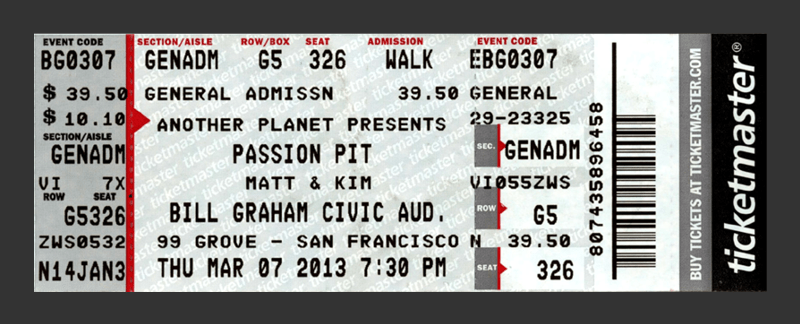 EVENT CODE
BG0307
$ 39.50
$ 10.10
SECTION/AISLE
GENADM
VI 7X
ROW SEAT
G5326
ZWS0532
N14JAN3
SECTION/AISLE ROW/BOX SEAT ADMISSION
GENADM G5 326 WALK
GENERAL ADMISSN 39.50
ANOTHER PLANET PRESENTS
PASSION PIT
MATT & KIM
BILL GRAHAM CIVIC AUD.
99 GROVE - SAN FRANCISCO
THU MAR 07 2013 7:30 PM
EVENT CODE
EBG0307
GENERAL
29-23325
SEC. GENADM
VI055ZWS
ROW G5
N 39.50
SEAT 326
807435896458
BUY TICKETS AT TICKETMASTER.COM
ticketmaster®